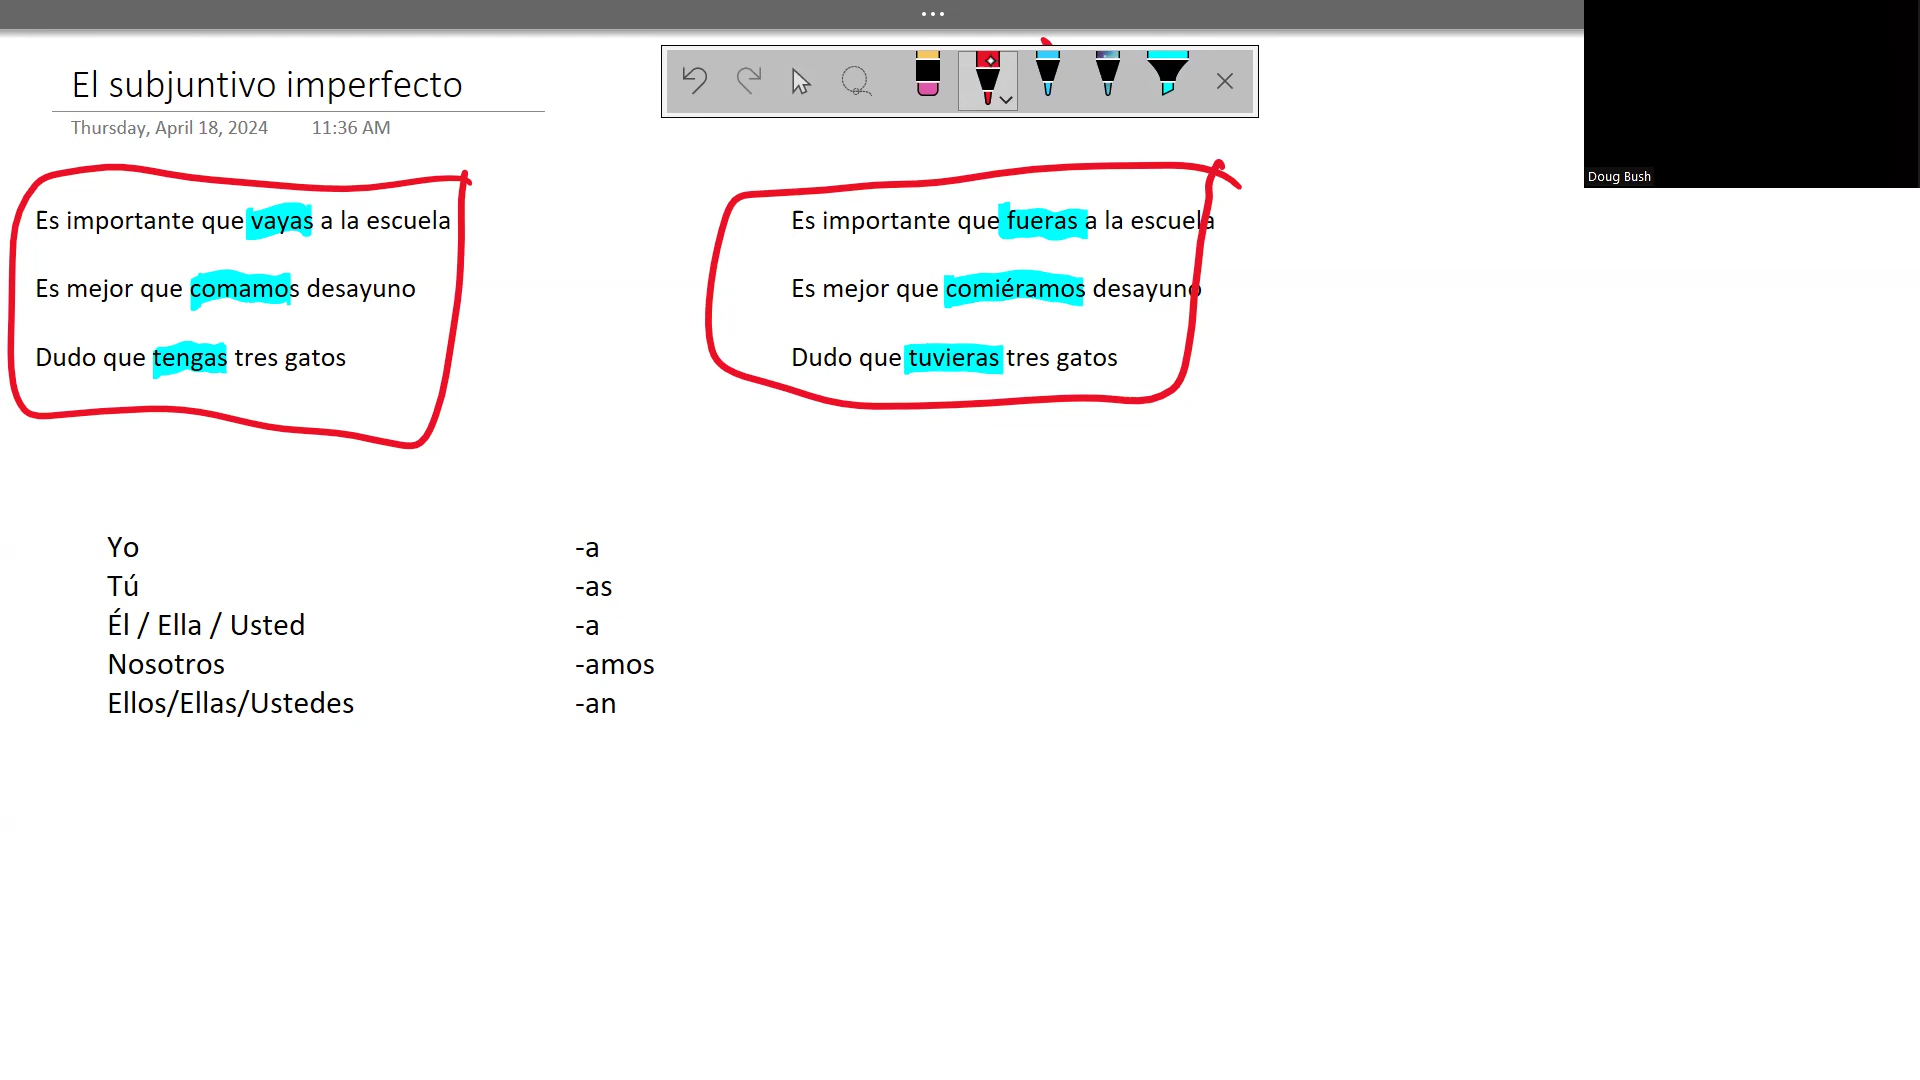 El subjuntivo imperfecto
Thursday, April 18, 2024 11:36 AM
Doug Bush
Es importante que vayas a la escuela
Es mejor que comamos desayuno
Dudo que tengas tres gatos
Es importante que fueras a la escuela
Es mejor que comiéramos desayuno
Dudo que tuvieras tres gatos
Yo -a
Tú -as
Él / Ella / Usted -a
Nosotros -amos
Ellos/Ellas/Ustedes -an